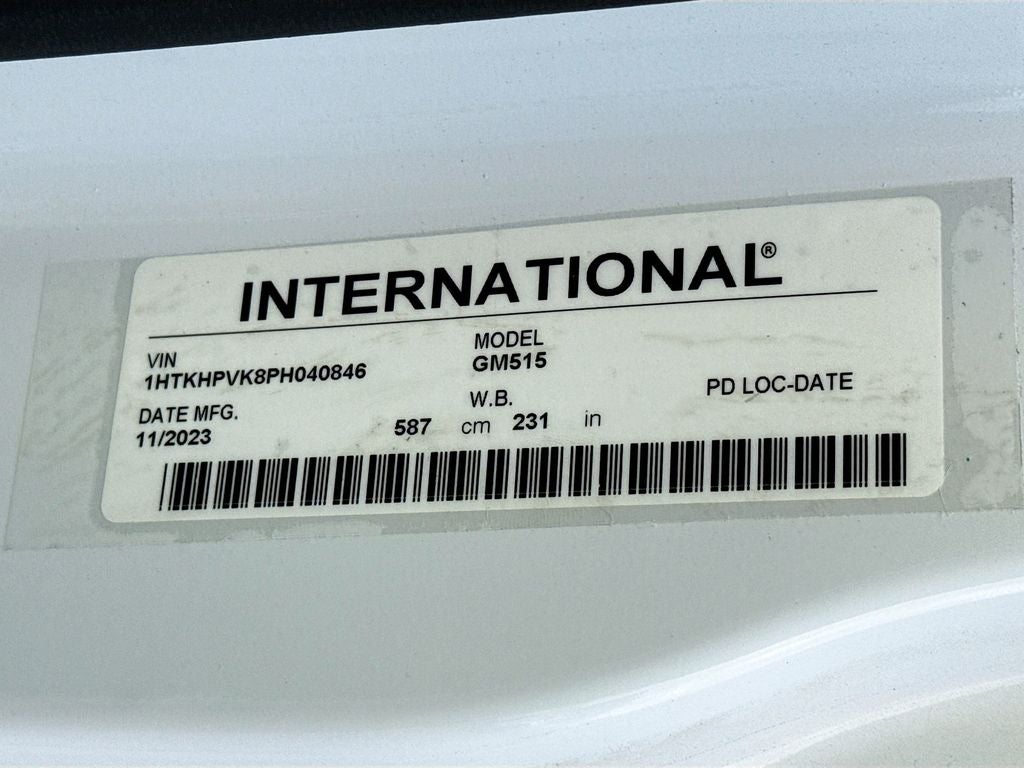 INTERNATIONAL®
VIN
1HTKHPVK8PH040846
MODEL
GM515
DATE MFG.
11/2023
W.B.
587 cm 231 in
PD LOC-DATE